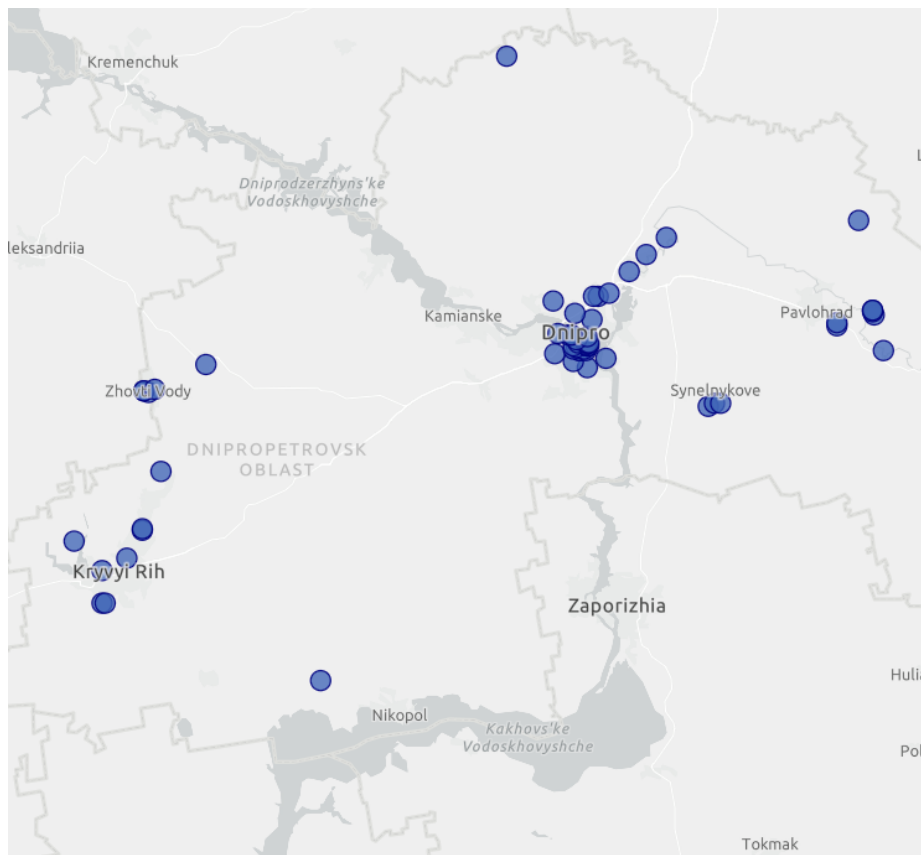 Kremenchuk
Dniprodzerzhyns'ke
Vodoskhovyshche
leksandriia
Kamianske
Dnipro
Pavlohrad
Zhovti Vody
Synelnykove
DNIPROPETROVSK
OBLAST
Kryvyi Rih
Zaporizhia
Huli
Nikopol
Kakhovs'ke
Vodoskhovyshche
Pol
Tokmak